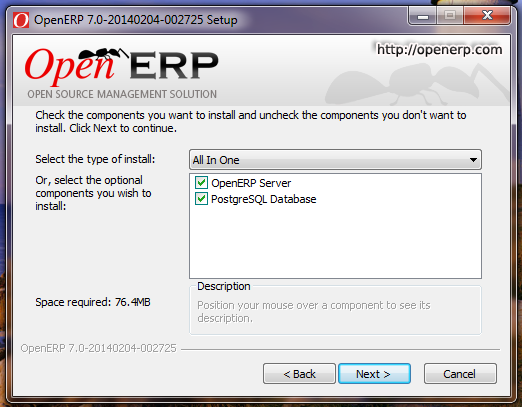 OpenERP 7.0-20140204-002725 Setup
http://openerp.com
Open ERP
OPEN SOURCE MANAGEMENT SOLUTION
Check the components you want to install and uncheck the components you don't want to
install. Click Next to continue.
Select the type of install:
All In One
Or, select the optional
components you wish to
install:
OpenERP Server
PostgreSQL Database
Space required: 76.4MB
Description
Position your mouse over a component to see its
description.
OpenERP 7.0-20140204-002725
< Back
Next >
Cancel